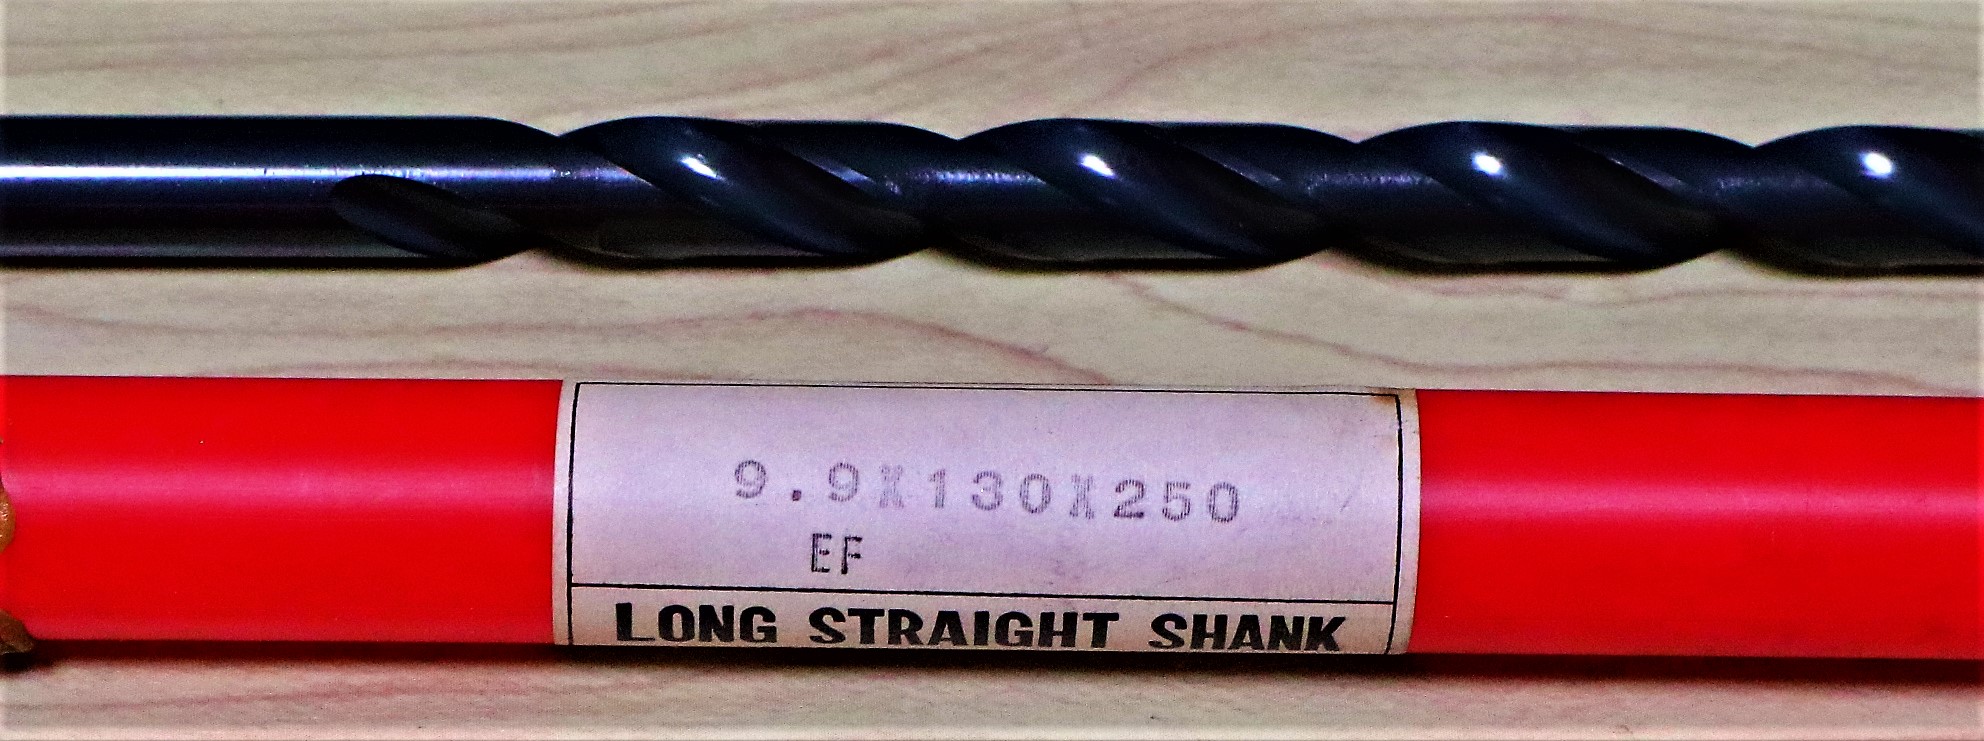 9.9X130X250
EF
LONG STRAIGHT SHANK